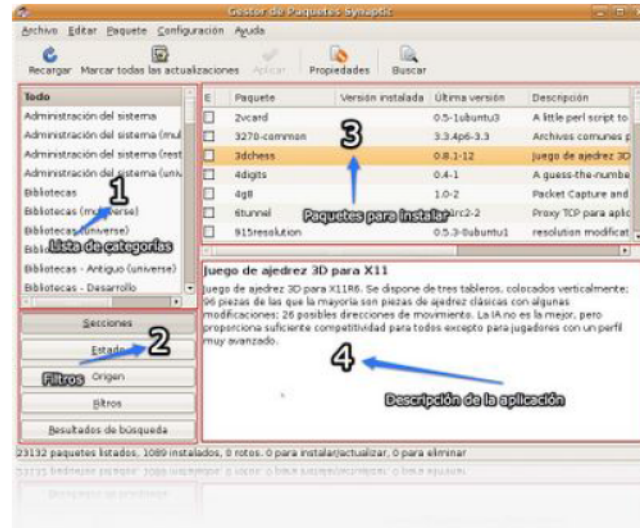 Gestor de Paquetes Synaptic
Archivo Editar Paquete Configuración Ayuda
Recargar Marcar todas las actualizaciones Aplicar Propiedades Buscar
Todo
Administración del sistema
Administración del sistema (mul
Administración del sistema (rest
Administración del sistema (univ
Bibliotecas
Bibliotecas (multiverse)
Bibliotecas (universe)
Bibliotecas - Antiguo (universe)
Bibliotecas - Desarrollo
1
Lista de categorías
Secciones
Estado
Origen
Filtros
Resultados de búsqueda
2
Filtros
E Paquete Versión instalada Última versión Descripción
2vcard 0.5-1ubuntu3 A little perl script to
3270-common 3.3.4p6-3.3 Archivos comunes p
3dchess 0.8.1-12 Juego de ajedrez 3D
4digits 0.4-1 A guess-the-numbe
4g8 1.0-2 Packet Capture and
6tunnel Proxy TCP para aplic
915resolution 0.5.3-0ubuntu1 resolution modificat
3
Paquetes para instalar
Juego de ajedrez 3D para X11
Juego de ajedrez 3D para X11R6. Se dispone de tres tableros, colocados verticalmente;
96 piezas de las que la mayoría son piezas de ajedrez clásicas con algunas
modificaciones; 26 posibles direcciones de movimiento. La IA no es la mejor, pero
proporciona suficiente competitividad para todos excepto para jugadores con un perfil
muy avanzado.
4
Descripción de la aplicación
23132 paquetes listados, 1089 instalados, 0 rotos. 0 para instalar/actualizar, 0 para eliminar